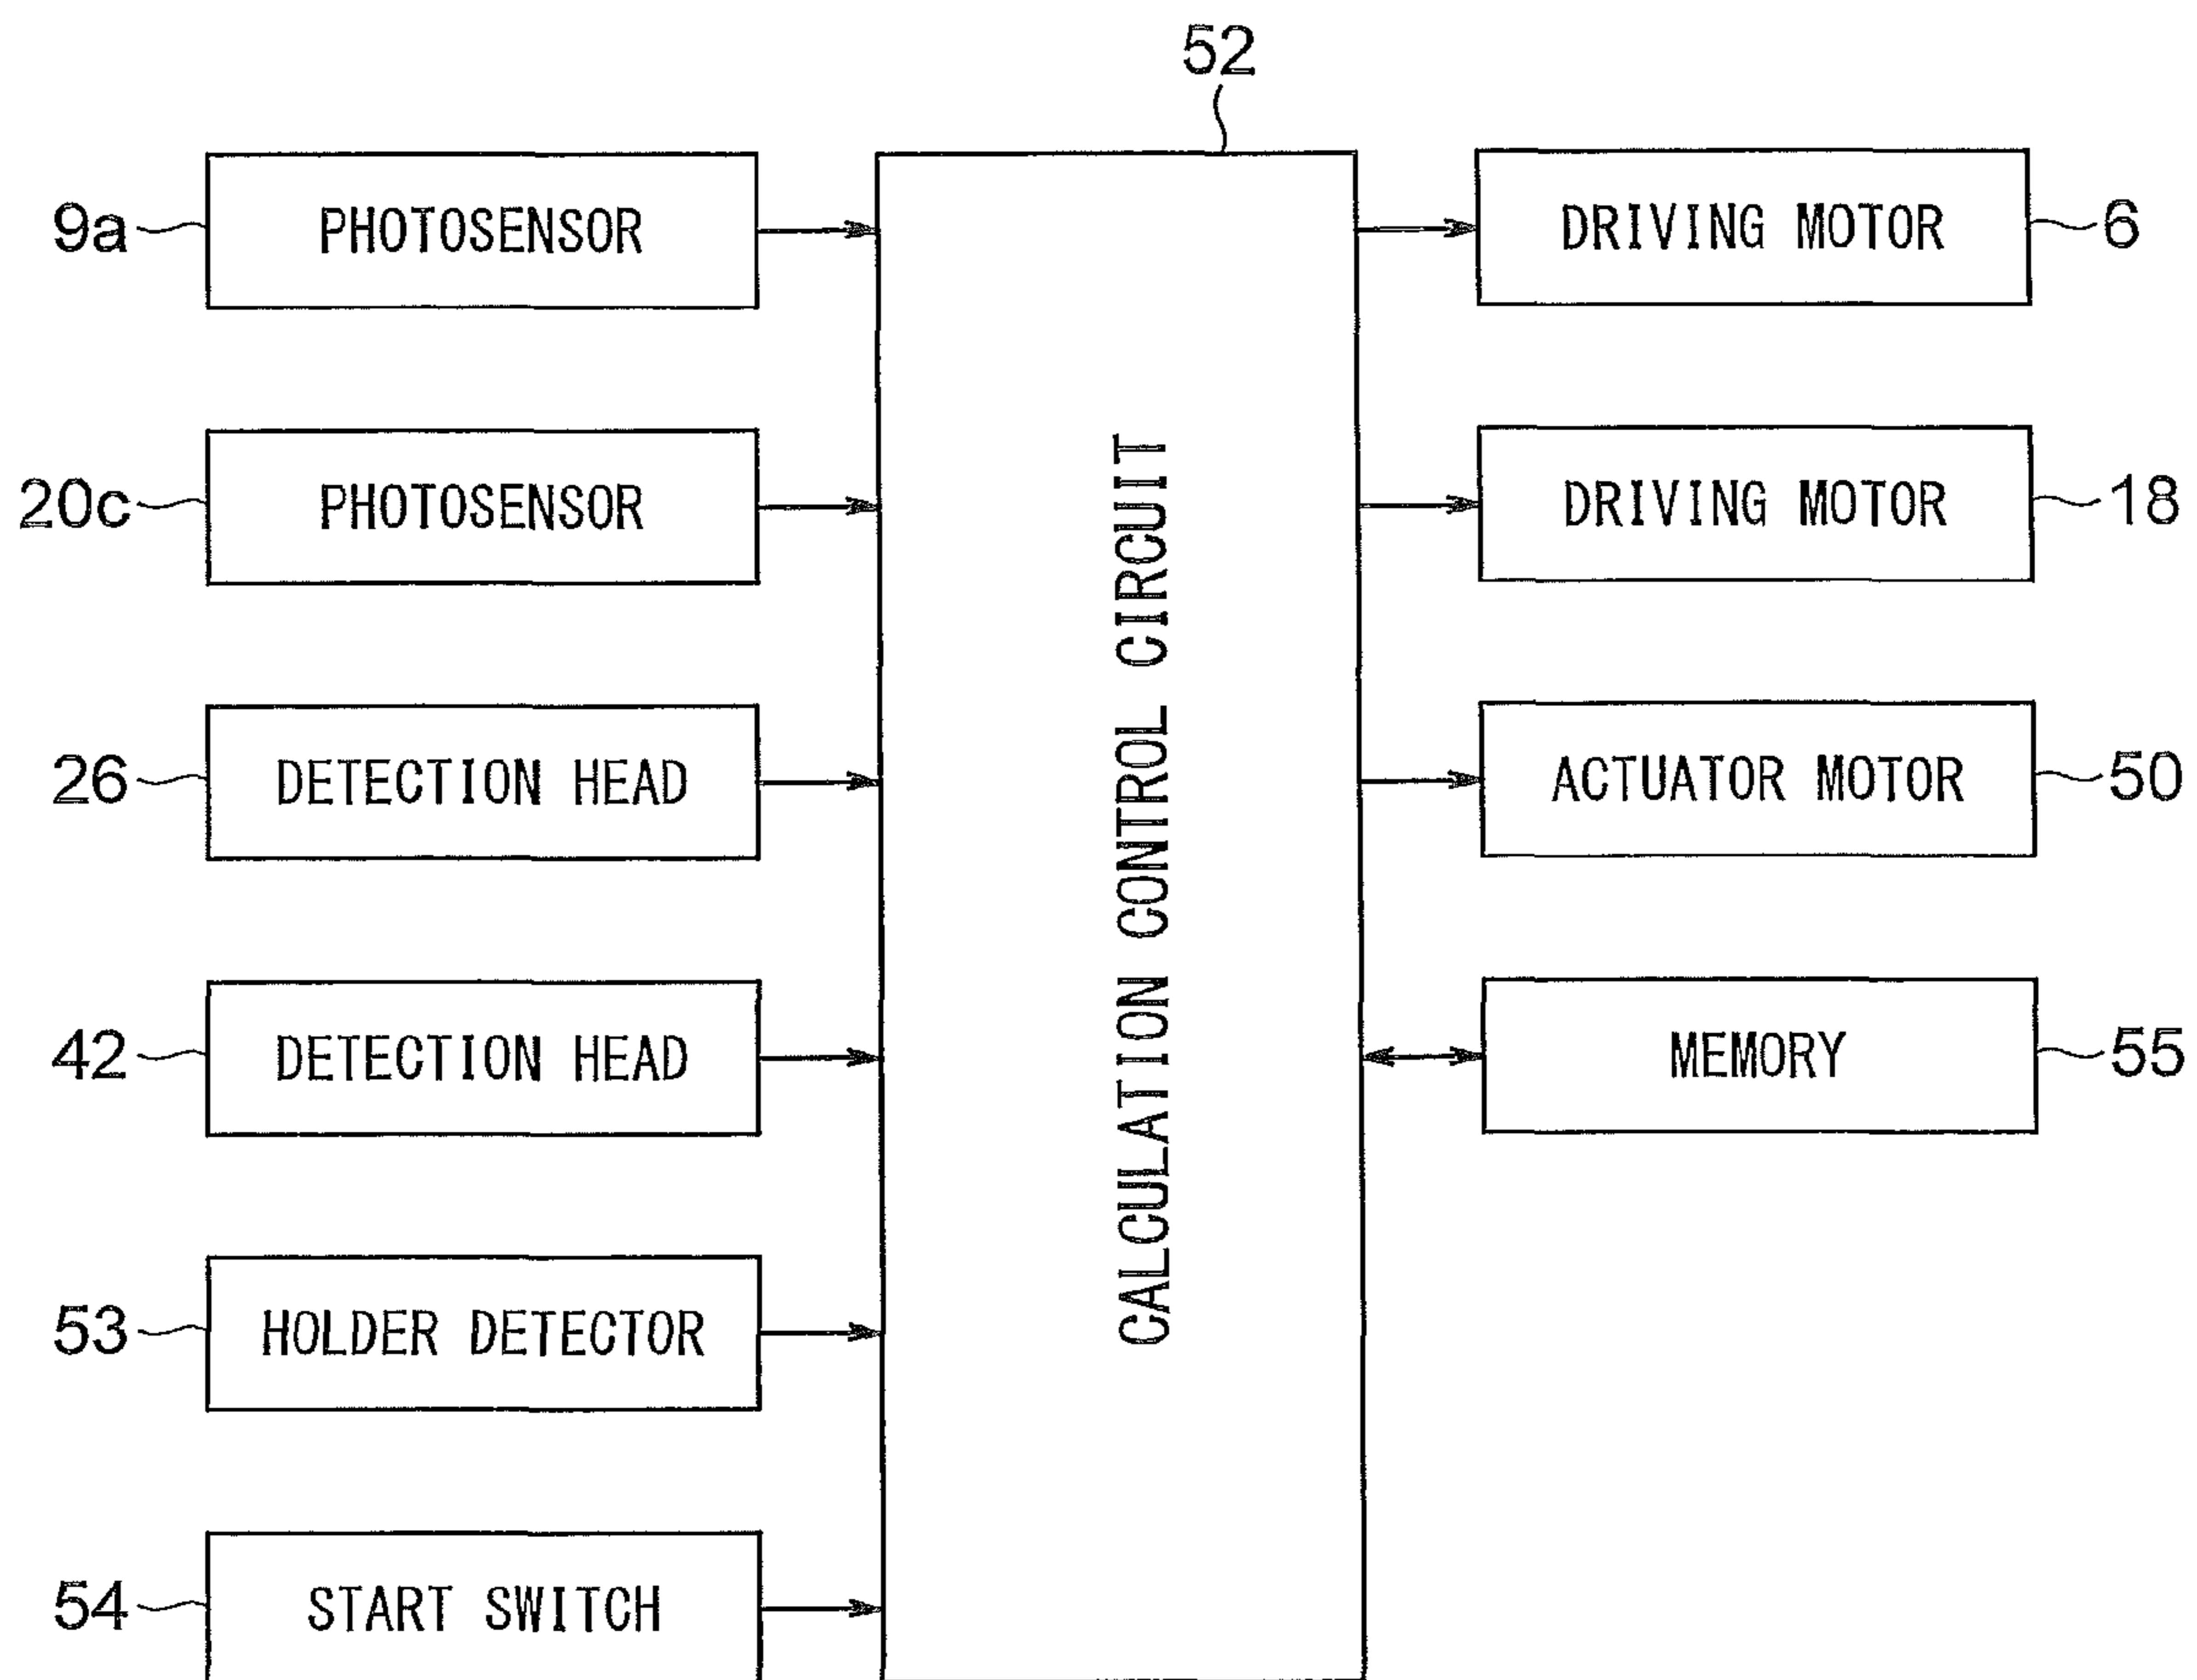 52
9a PHOTOSENSOR
20c PHOTOSENSOR
26 DETECTION HEAD
42 DETECTION HEAD
53 HOLDER DETECTOR
54 START SWITCH
CALCULATION CONTROL CIRCUIT
DRIVING MOTOR 6
DRIVING MOTOR 18
ACTUATOR MOTOR 50
MEMORY 55